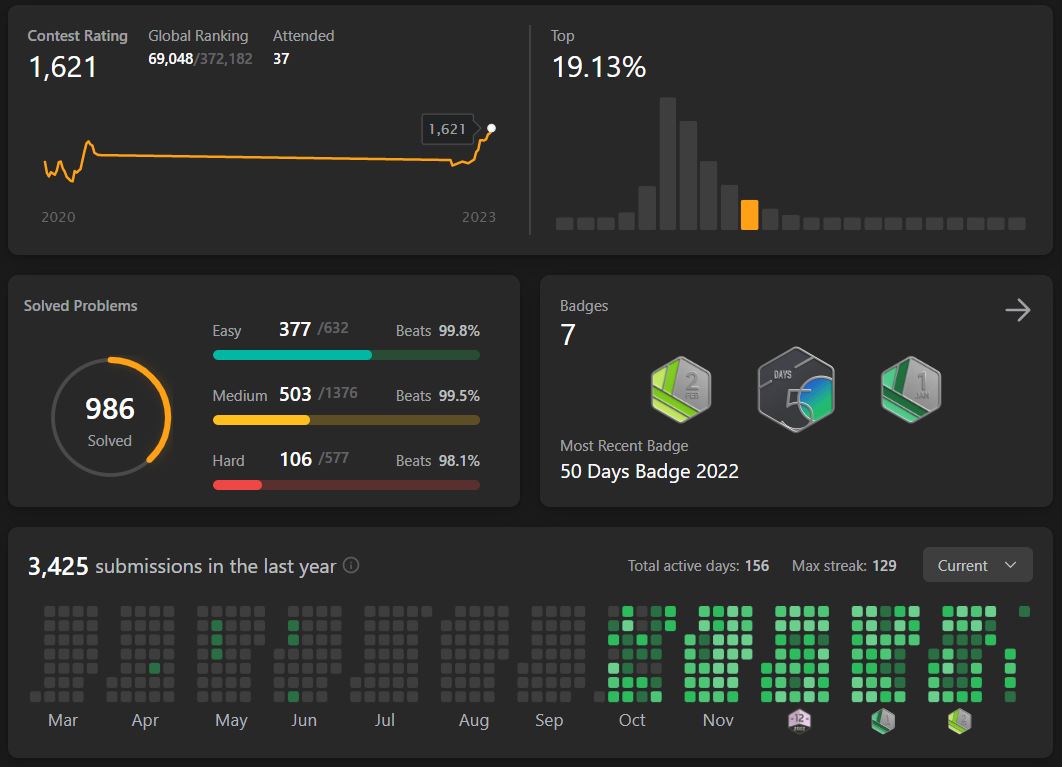 Contest Rating Global Ranking Attended
1,621 69,048/372,182 37
1,621
2020 2023
Top
19.13%
Solved Problems
986
Solved
Easy 377 /632 Beats 99.8%
Medium 503 /1376 Beats 99.5%
Hard 106 /577 Beats 98.1%
Badges
7
2
FEB
DAYS
50
1
JAN
Most Recent Badge
50 Days Badge 2022
3,425 submissions in the last year Total active days: 156 Max streak: 129 Current
Mar Apr May Jun Jul Aug Sep Oct Nov
12
2022
1
2